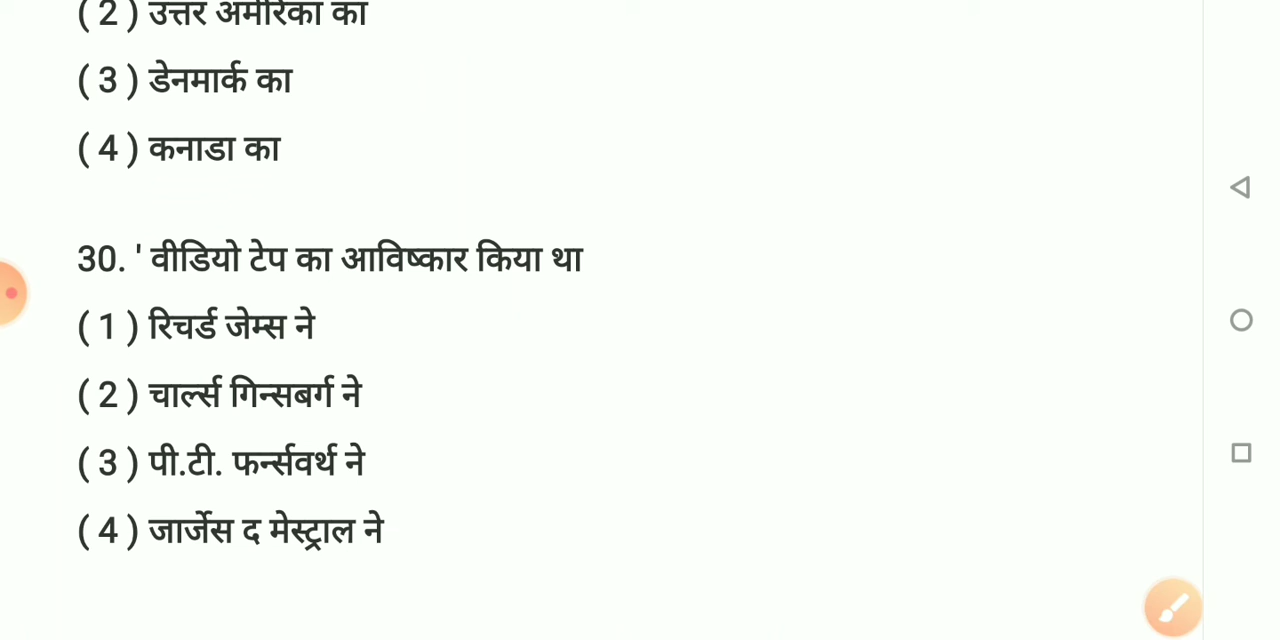 ( 2 ) उत्तर अमेरिका का
( 3 ) डेनमार्क का
( 4 ) कनाडा का
30. ' वीडियो टेप का आविष्कार किया था
( 1 ) रिचर्ड जेम्स ने
( 2 ) चार्ल्स गिन्सबर्ग ने
( 3 ) पी.टी. फर्न्सवर्थ ने
( 4 ) जार्जेस द मेस्ट्राल ने